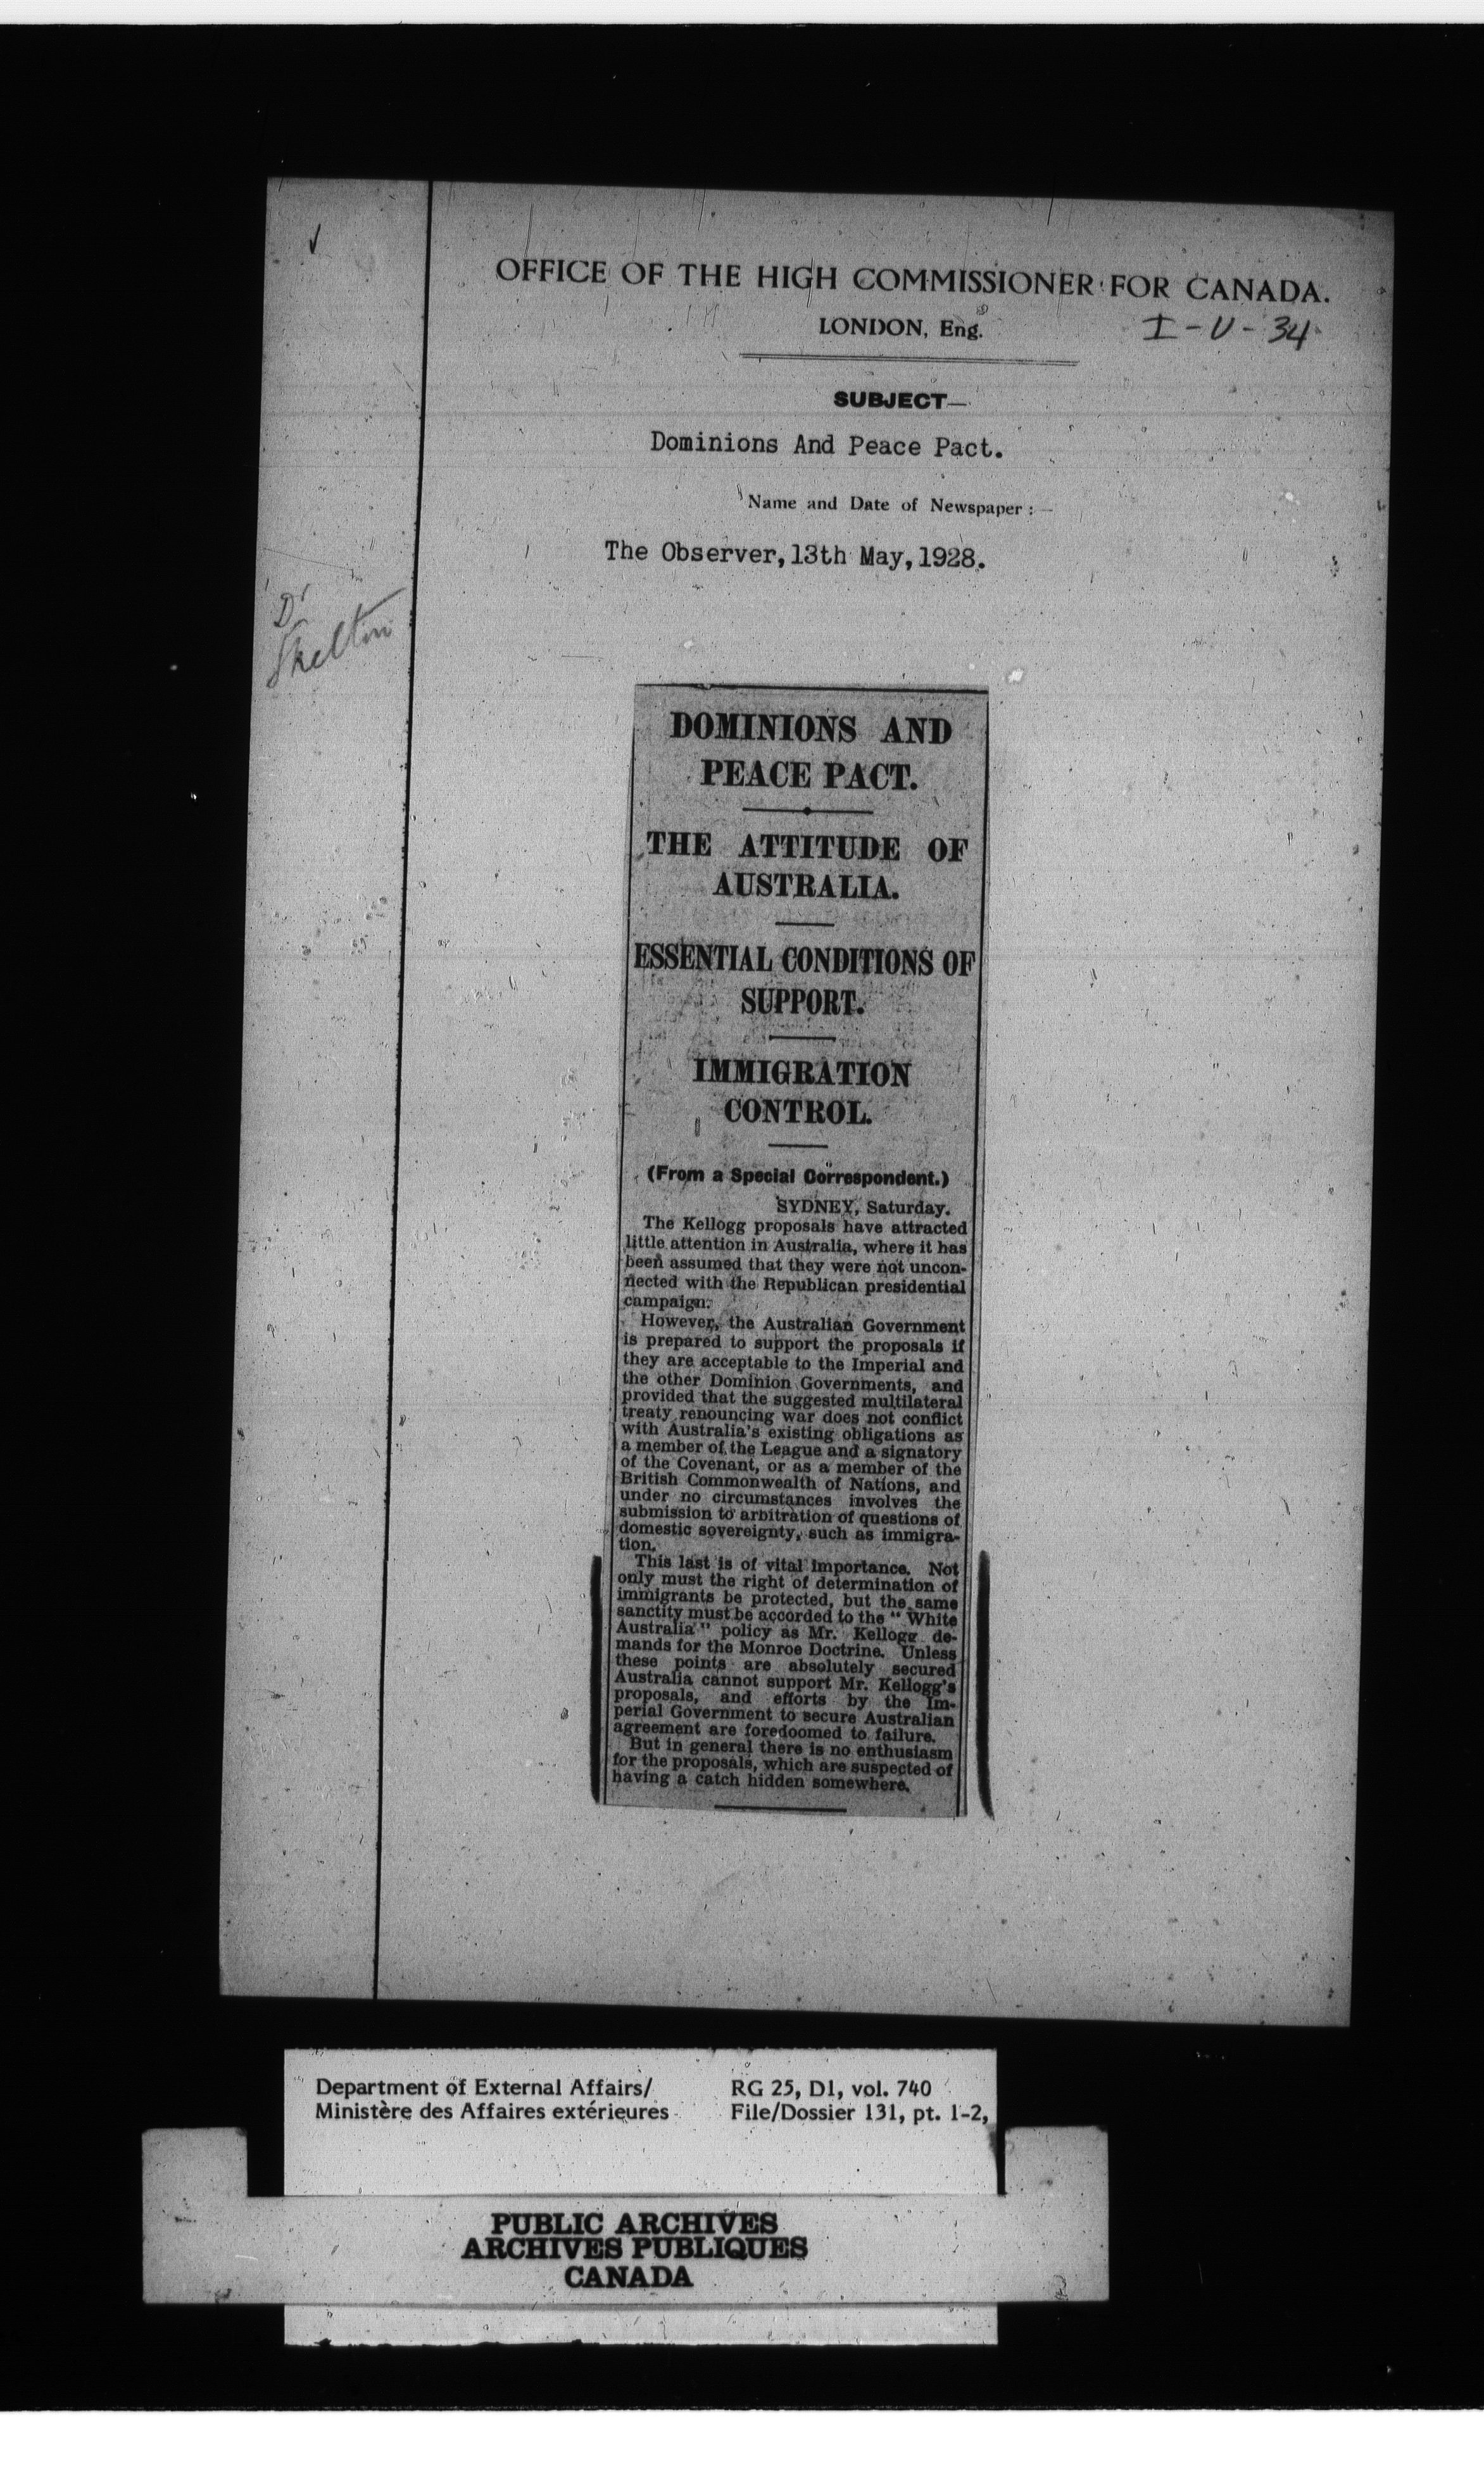 ✓
OFFICE OF THE HIGH COMMISSIONER FOR CANADA.
LONDON, Eng.
I-U-34
SUBJECT—
Dominions And Peace Pact.
Name and Date of Newspaper :—
The Observer, 13th May, 1928.
Dr
Skelton
DOMINIONS AND
PEACE PACT.
THE ATTITUDE OF
AUSTRALIA.
ESSENTIAL CONDITIONS OF
SUPPORT.
IMMIGRATION
CONTROL.
(From a Special Correspondent.)
SYDNEY, Saturday.
The Kellogg proposals have attracted
little attention in Australia, where it has
been assumed that they were not uncon-
nected with the Republican presidential
campaign.
However, the Australian Government
is prepared to support the proposals if
they are acceptable to the Imperial and
the other Dominion Governments, and
provided that the suggested multilateral
treaty renouncing war does not conflict
with Australia's existing obligations as
a member of the League and a signatory
of the Covenant, or as a member of the
British Commonwealth of Nations, and
under no circumstances involves the
submission to arbitration of questions of
domestic sovereignty, such as immigra-
tion.
This last is of vital importance. Not
only must the right of determination of
immigrants be protected, but the same
sanctity must be accorded to the "White
Australia" policy as Mr. Kellogg de-
mands for the Monroe Doctrine. Unless
these points are absolutely secured
Australia cannot support Mr. Kellogg's
proposals, and efforts by the Im-
perial Government to secure Australian
agreement are foredoomed to failure.
But in general there is no enthusiasm
for the proposals, which are suspected of
having a catch hidden somewhere.
Department of External Affairs/
Ministère des Affaires extérieures
RG 25, D1, vol. 740
File/Dossier 131, pt. 1-2,
PUBLIC ARCHIVES
ARCHIVES PUBLIQUES
CANADA